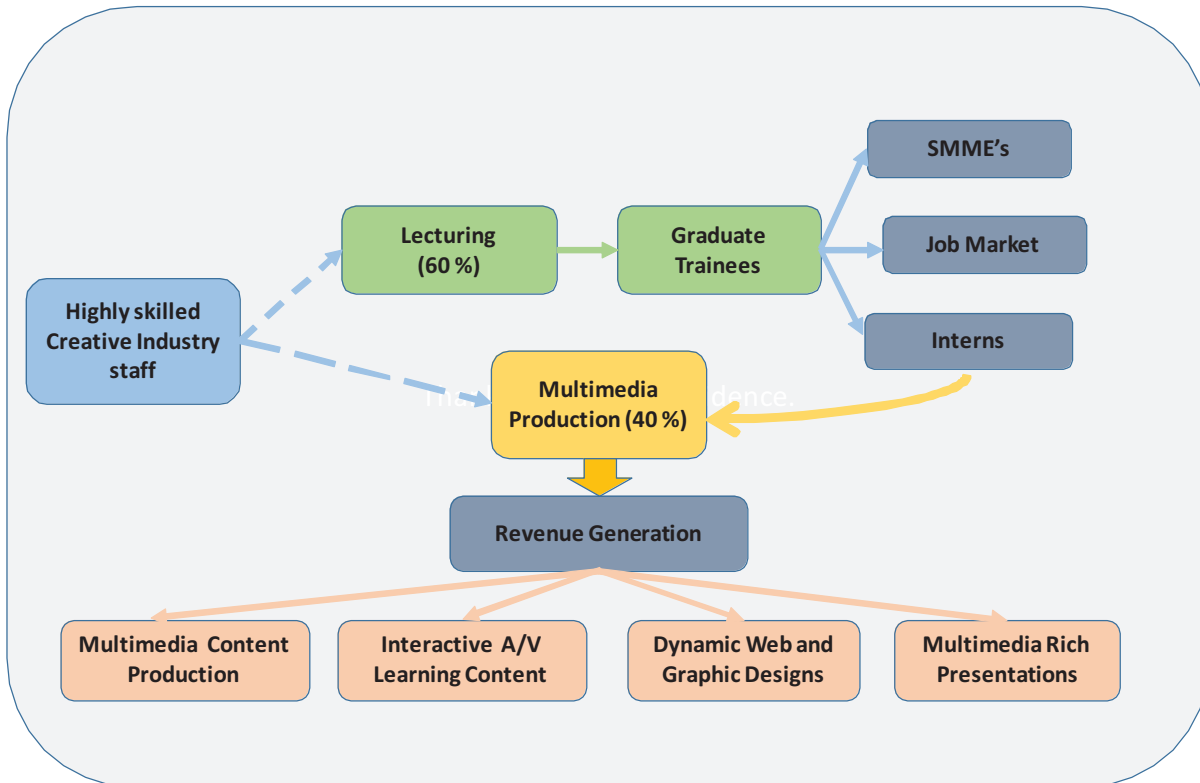 SMME’s
Lecturing
(60 %)
Graduate
Trainees
Job Market
Highly skilled
Creative Industry
staff
Interns
Multimedia
Production (40 %)
dence.
Revenue Generation
Multimedia Content
Production
Interactive A/V
Learning Content
Dynamic Web and
Graphic Designs
Multimedia Rich
Presentations